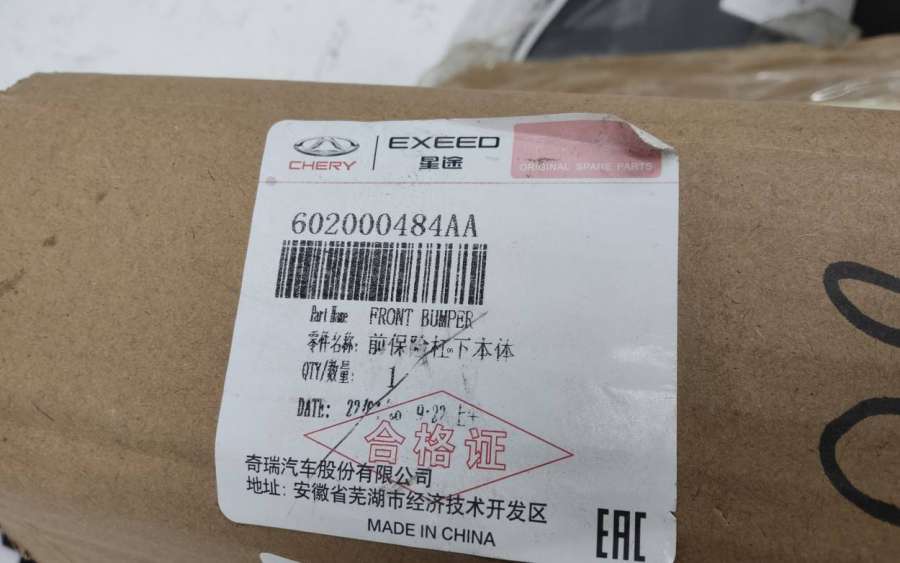 CHERY
EXEED
星途
ORIGINAL SPARE PARTS
602000484AA
Part Name FRONT BUMPER
零件名称: 前保险杠-下本体
QTY/数量: 1
DATE: 9:22
合格证
奇瑞汽车股份有限公司
地址: 安徽省芜湖市经济技术开发区
MADE IN CHINA
EAC